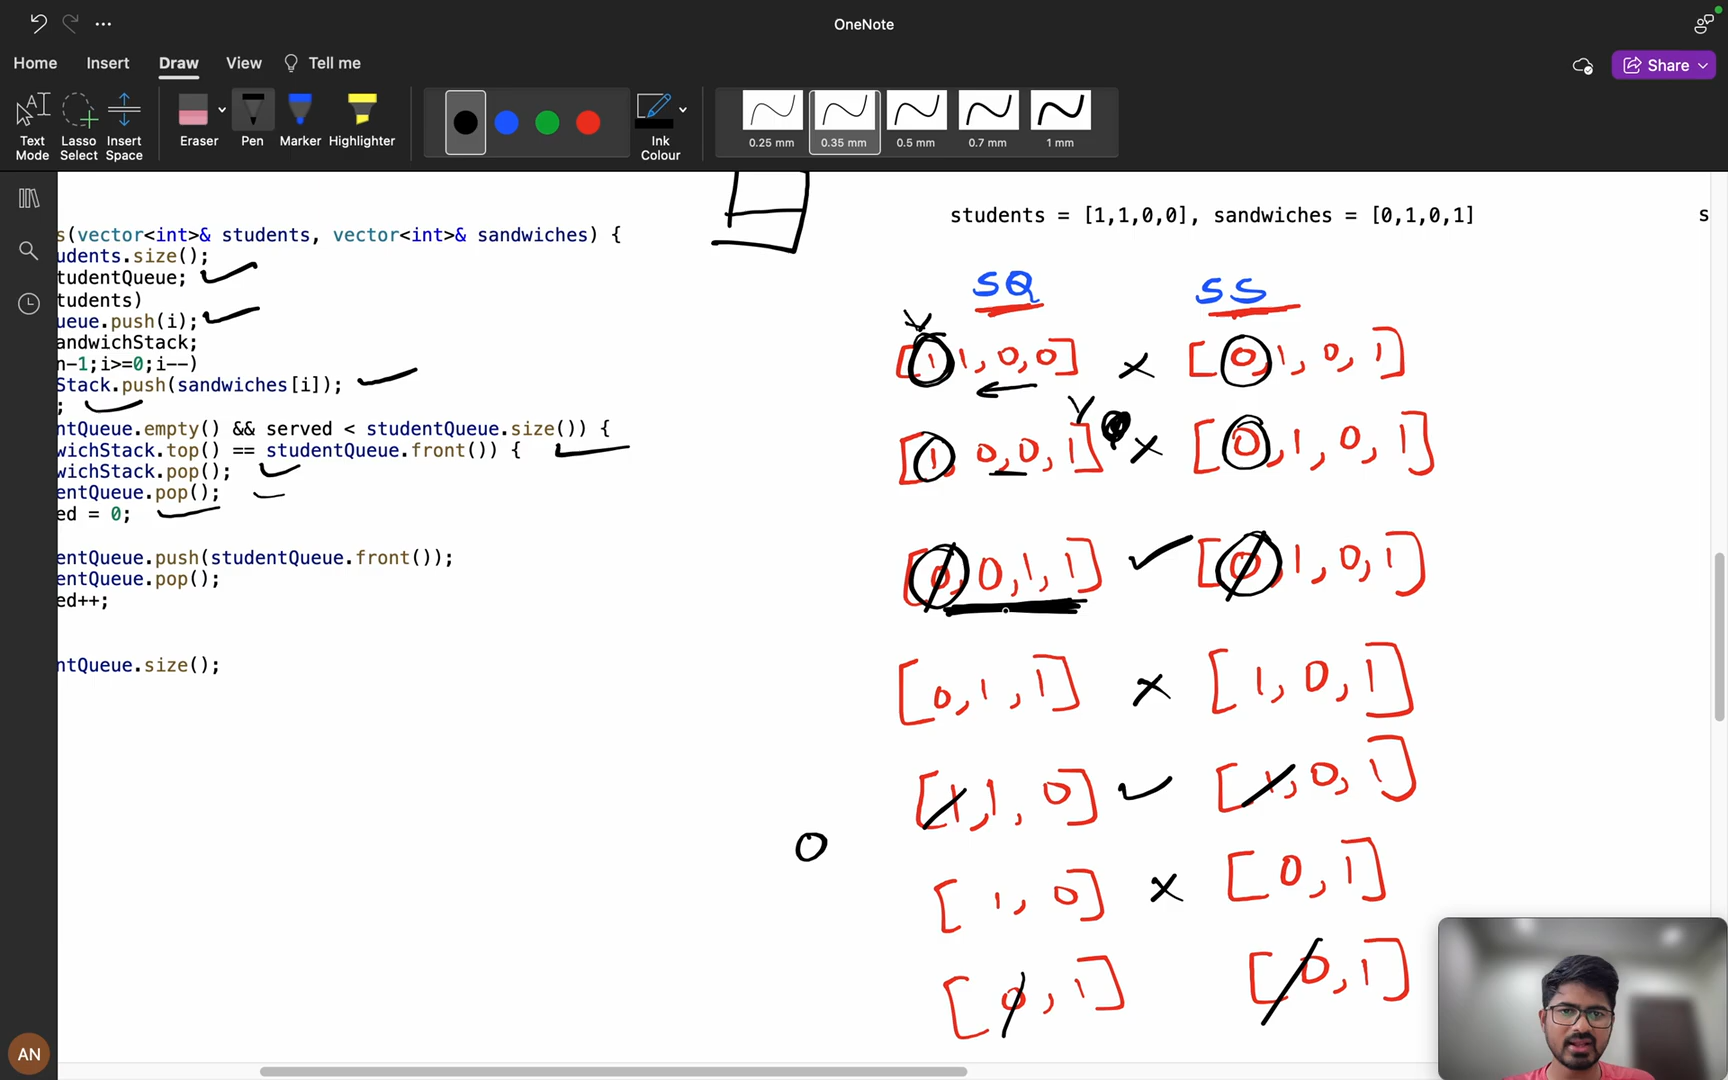 OneNote
Home Insert Draw View Tell me
Share
Text Mode
Lasso Select
Insert Space
Eraser
Pen
Marker
Highlighter
Ink Colour
0.25 mm
0.35 mm
0.5 mm
0.7 mm
1 mm
s(vector<int>& students, vector<int>& sandwiches) {
udents.size();
tudentQueue;
tudents)
ueue.push(i);
andwichStack;
n-1;i>=0;i--)
Stack.push(sandwiches[i]);
;
ntQueue.empty() && served < studentQueue.size()) {
wichStack.top() == studentQueue.front()) {
wichStack.pop();
entQueue.pop();
ed = 0;
entQueue.push(studentQueue.front());
entQueue.pop();
ed++;
ntQueue.size();
students = [1,1,0,0], sandwiches = [0,1,0,1]
s
SQ SS
[1, 1, 0, 0] x [0, 1, 0, 1]
[1, 0, 0, 1] x [0, 1, 0, 1]
[0, 0, 1, 1] ✓ [0, 1, 0, 1]
[0, 1, 1] x [1, 0, 1]
[1, 1, 0] ✓ [1, 0, 1]
0
[1, 0] x [0, 1]
[0, 1] [0, 1]
AN